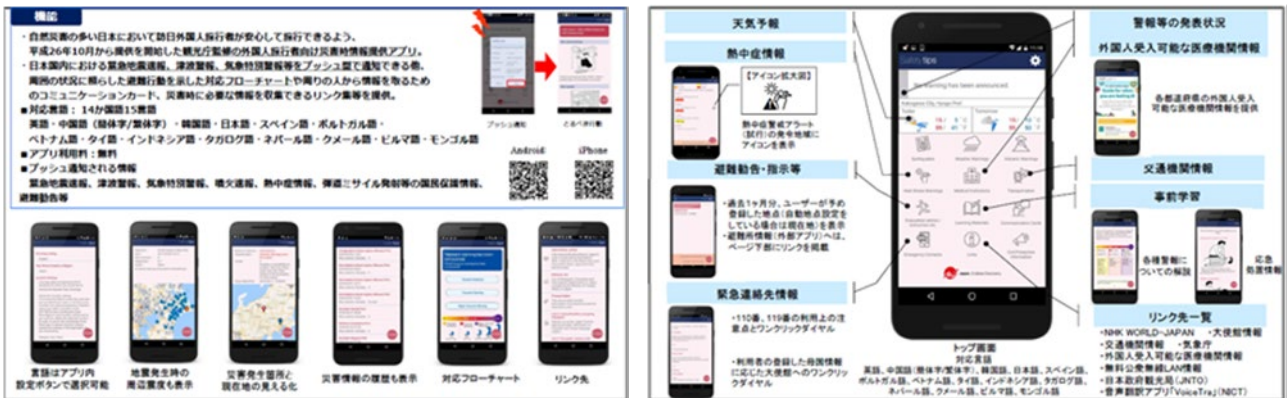 機能
・自然災害の多い日本において訪日外国人旅行者が安心して旅行できるよう、
平成26年10月から提供を開始した観光庁監修の外国人旅行者向け災害時情報提供アプリ。
・日本国内における緊急地震速報、津波警報、気象特別警報等をプッシュ型で通知できる他、
周囲の状況に照らした避難行動を示した対応フローチャートや周りの人から情報を取るため
のコミュニケーションカード、災害時に必要な情報を収集できるリンク集等を提供。
■対応言語：14か国語15言語
英語・中国語（簡体字/繁体字）・韓国語・日本語・スペイン語・ポルトガル語・
ベトナム語・タイ語・インドネシア語・タガログ語・ネパール語・クメール語・ビルマ語・モンゴル語
■アプリ利用料：無料
■プッシュ通知される情報
緊急地震速報、津波警報、気象特別警報、噴火速報、熱中症情報、弾道ミサイル発射等の国民保護情報、
避難勧告等
プッシュ通知
とるべき行動
Android
iPhone
言語はアプリ内
設定ボタンで選択可能
地震発生時の
周辺震度も表示
災害発生箇所と
現在地の見える化
災害情報の履歴も表示
対応フローチャート
リンク先
天気予報
熱中症情報
【アイコン拡大図】
熱中症警戒アラート
（試行）の発令地域に
アイコンを表示
避難勧告・指示等
・過去1ヶ月分、ユーザーが予め
登録した地点（自動地点設定を
している場合は現在地）を表示
・避難所情報（外部アプリ）へは、
ページ下部にリンクを掲載
緊急連絡先情報
・110番、119番の利用上の注
意点とワンクリックダイヤル
・利用者の登録した母国情報
に応じた大使館へのワンクリッ
クダイヤル
Safety tips
No warning has been announced
トップ画面
対応言語
英語、中国語（簡体字/繁体字）、韓国語、日本語、スペイン語、
ポルトガル語、ベトナム語、タイ語、インドネシア語、タガログ語、
ネパール語、クメール語、ビルマ語、モンゴル語
警報等の発表状況
外国人受入可能な医療機関情報
各都道府県の外国人受入
可能な医療機関情報を提供
交通機関情報
事前学習
各種警報に
ついての解説
応急
処置情報
リンク先一覧
・NHK WORLD-JAPAN ・大使館情報
・交通機関情報 ・気象庁
・外国人受入可能な医療機関情報
・無料公衆無線LAN情報
・日本政府観光局（JNTO）
・音声翻訳アプリ「VoiceTra」（NICT）